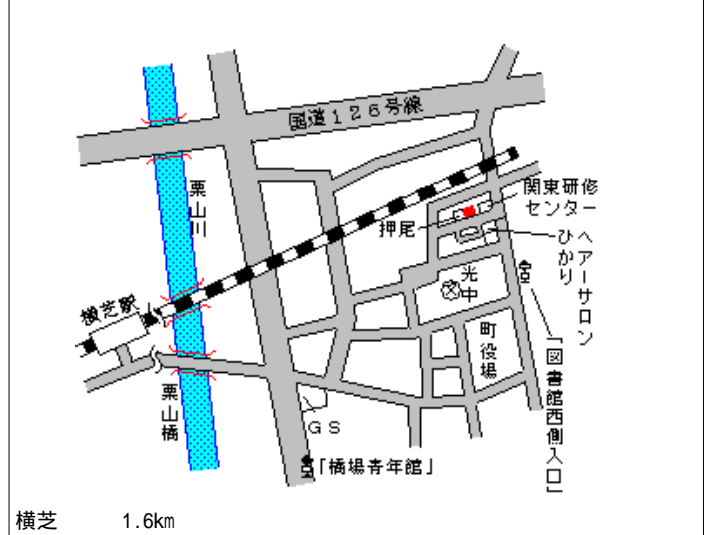 国道126号線
栗山川
関東研修
センター
押尾
ヘアーサロン
ひかり
光中
横芝駅
町役場
栗山橋
GS
「図書館西側入口」
「橋場青年館」
横芝 1.6km